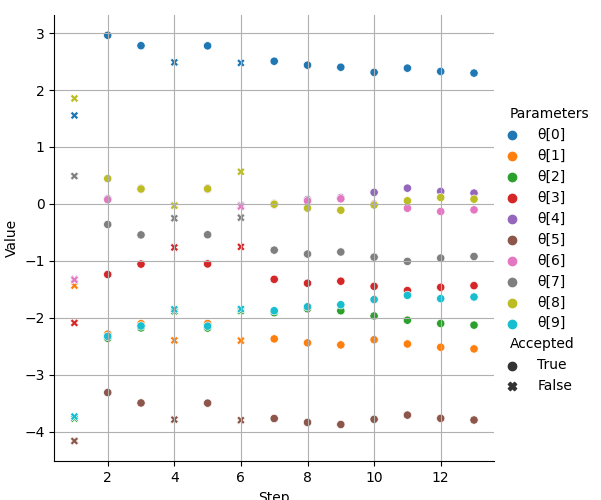 3
2
1
0
−1
−2
−3
−4
Value
2
4
6
8
10
12
Step
Parameters
θ[0]
θ[1]
θ[2]
θ[3]
θ[4]
θ[5]
θ[6]
θ[7]
θ[8]
θ[9]
Accepted
True
False